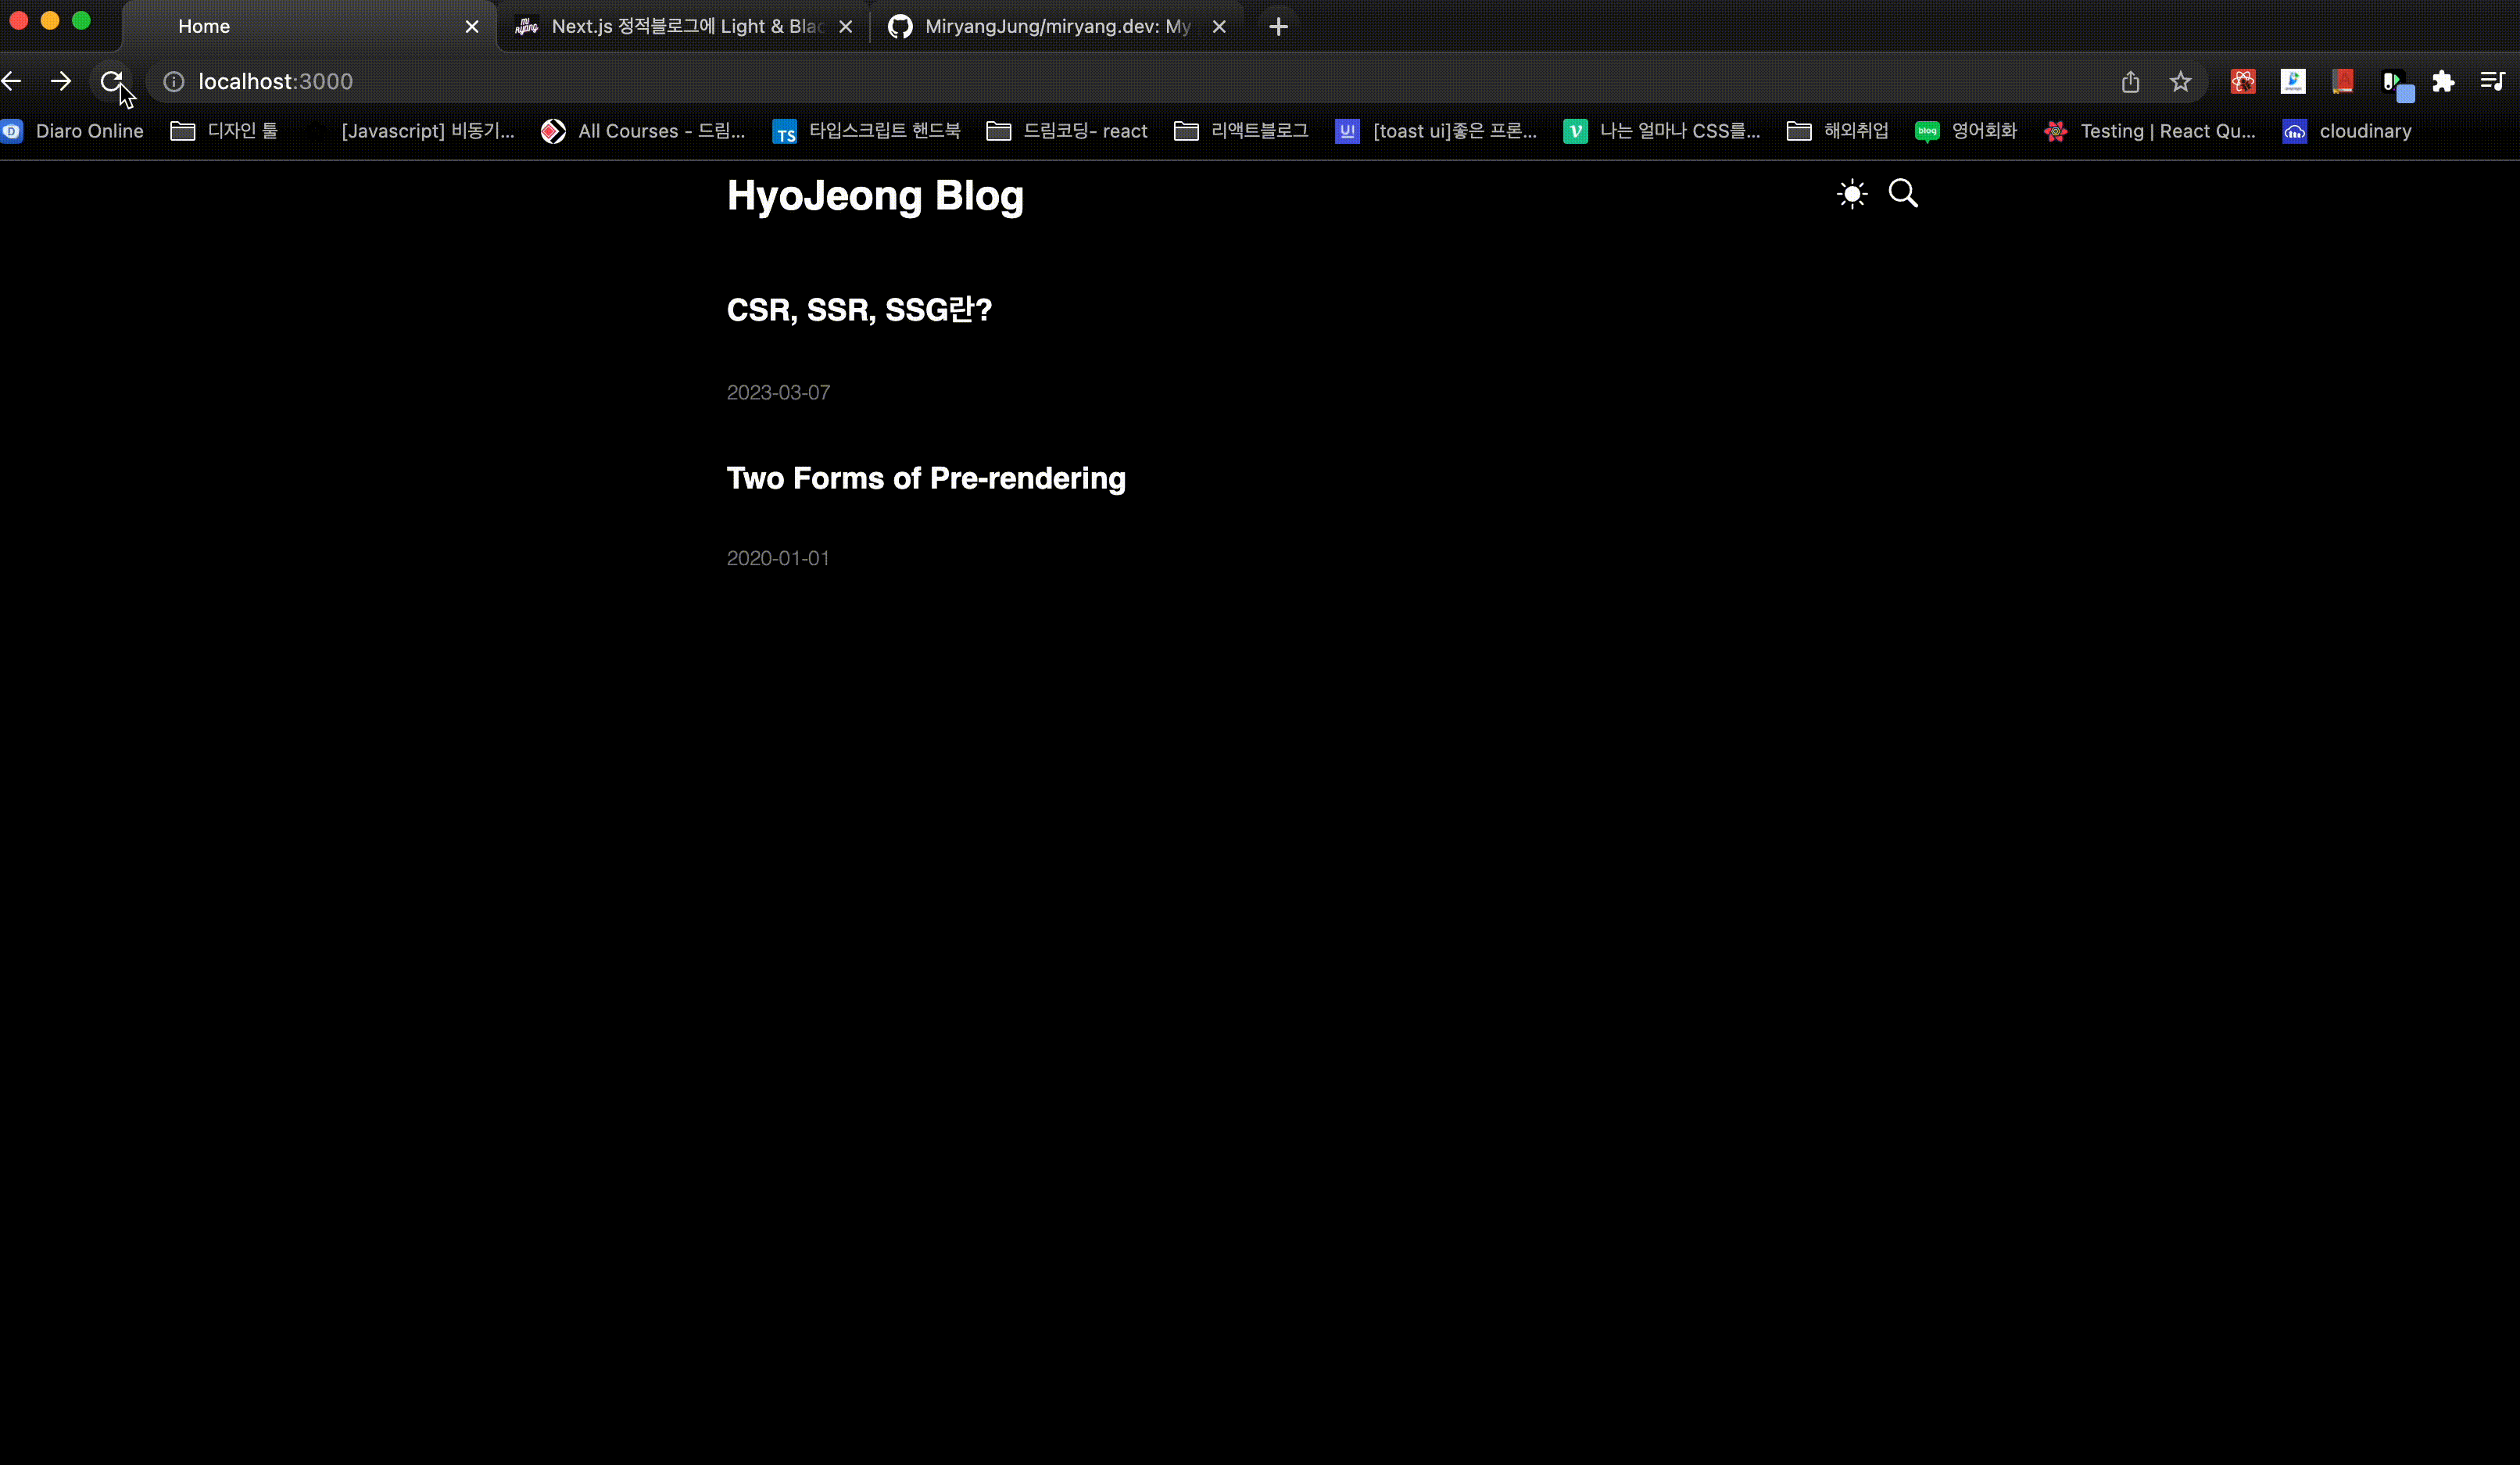 Home Next.js 정적블로그에 Light & Blac MiryangJung/miryang.dev: My
localhost:3000
Diaro Online 디자인 툴 [Javascript] 비동기... All Courses - 드림... TS 타입스크립트 핸드북 드림코딩- react 리액트블로그 UI [toast ui]좋은 프론... 나는 얼마나 CSS를... 해외취업 blog 영어회화 Testing | React Qu... cloudinary
HyoJeong Blog
CSR, SSR, SSG란?
2023-03-07
Two Forms of Pre-rendering
2020-01-01